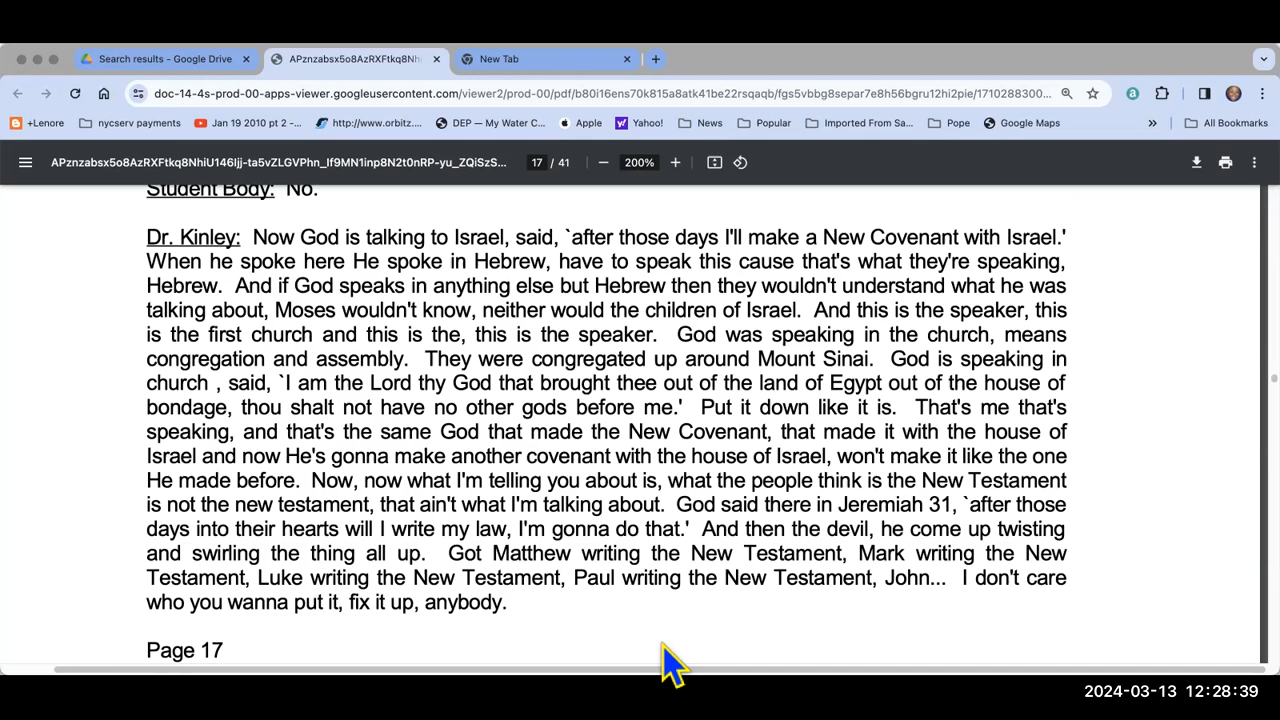 Search results - Google Drive
APznzabsx5o8AzRXFtkq8Nh
New Tab
doc-14-4s-prod-00-apps-viewer.googleusercontent.com/viewer2/prod-00/pdf/b80i16ens70k815a8atk41be22rsqaqb/fgs5vbbg8separ7e8h56bgru12hi2pie/1710288300...
+Lenore
nycserv payments
Jan 19 2010 pt 2 -...
http://www.orbitz....
DEP — My Water C...
Apple
Yahoo!
News
Popular
Imported From Sa...
Pope
Google Maps
All Bookmarks
APznzabsx5o8AzRXFtkq8NhiU146Ijj-ta5vZLGVPhn_If9MN1inp8N2t0nRP-yu_ZQiSzS...
17 / 41
200%
Student Body: No.
Dr. Kinley: Now God is talking to Israel, said, `after those days I'll make a New Covenant with Israel.'
When he spoke here He spoke in Hebrew, have to speak this cause that's what they're speaking,
Hebrew. And if God speaks in anything else but Hebrew then they wouldn't understand what he was
talking about, Moses wouldn't know, neither would the children of Israel. And this is the speaker, this
is the first church and this is the, this is the speaker. God was speaking in the church, means
congregation and assembly. They were congregated up around Mount Sinai. God is speaking in
church , said, `I am the Lord thy God that brought thee out of the land of Egypt out of the house of
bondage, thou shalt not have no other gods before me.' Put it down like it is. That's me that's
speaking, and that's the same God that made the New Covenant, that made it with the house of
Israel and now He's gonna make another covenant with the house of Israel, won't make it like the one
He made before. Now, now what I'm telling you about is, what the people think is the New Testament
is not the new testament, that ain't what I'm talking about. God said there in Jeremiah 31, `after those
days into their hearts will I write my law, I'm gonna do that.' And then the devil, he come up twisting
and swirling the thing all up. Got Matthew writing the New Testament, Mark writing the New
Testament, Luke writing the New Testament, Paul writing the New Testament, John... I don't care
who you wanna put it, fix it up, anybody.
Page 17
2024-03-13 12:28:39